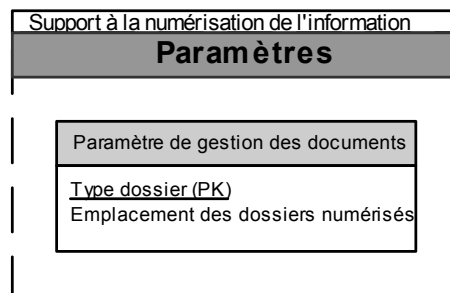 Support à la numérisation de l'information
Paramètres
Paramètre de gestion des documents
Type dossier (PK)
Emplacement des dossiers numérisés